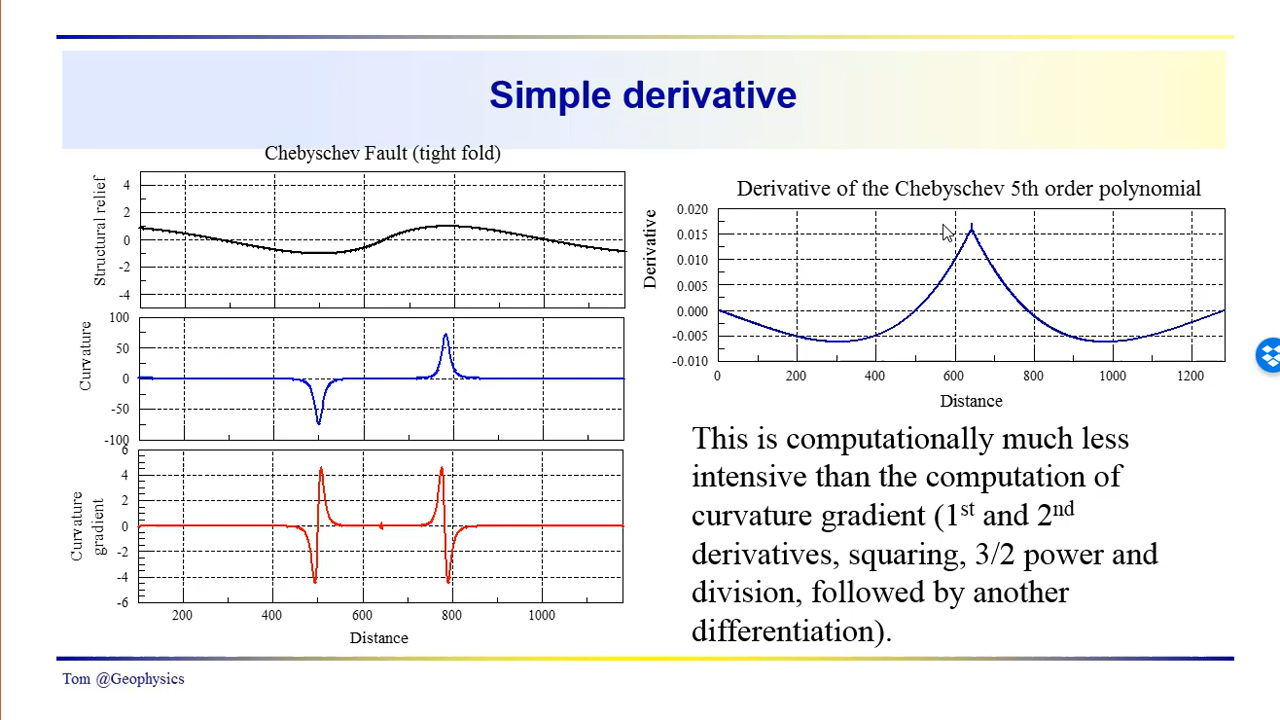 Simple derivative
Chebyschev Fault (tight fold)
Structural relief
4
2
0
-2
-4
Curvature
100
50
0
-50
-100
Curvature
gradient
6
4
2
0
-2
-4
-6
200 400 600 800 1000
Distance
Derivative of the Chebyschev 5th order polynomial
Derivative
0.020
0.015
0.010
0.005
0.000
-0.005
-0.010
0 200 400 600 800 1000 1200
Distance
This is computationally much less
intensive than the computation of
curvature gradient (1st and 2nd
derivatives, squaring, 3/2 power and
division, followed by another
differentiation).
Tom @Geophysics